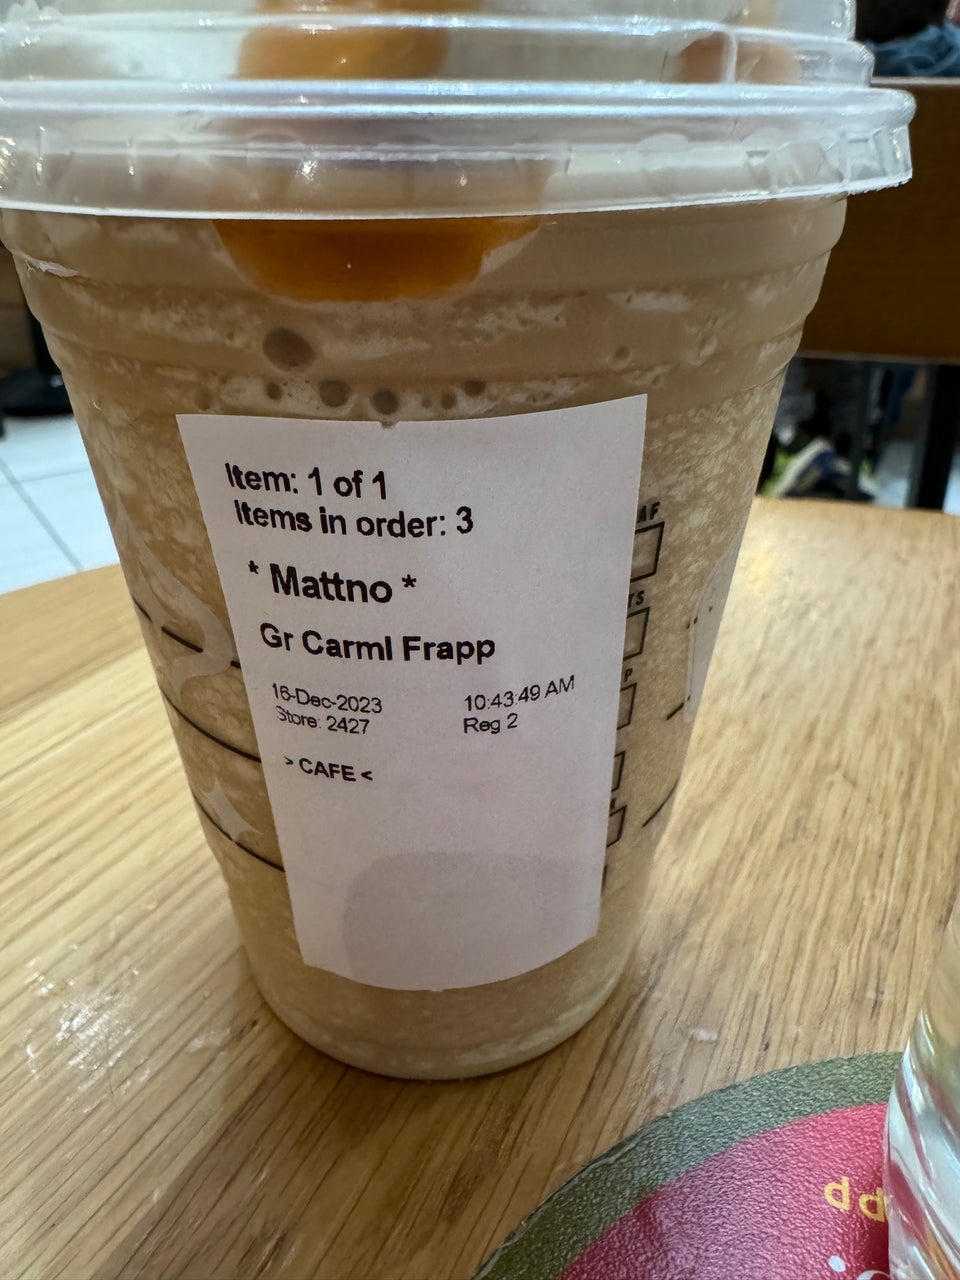 Item: 1 of 1
Items in order: 3
* Mattno *
Gr Carml Frapp
16-Dec-2023 10:43:49 AM
Store: 2427 Reg 2
> CAFE <